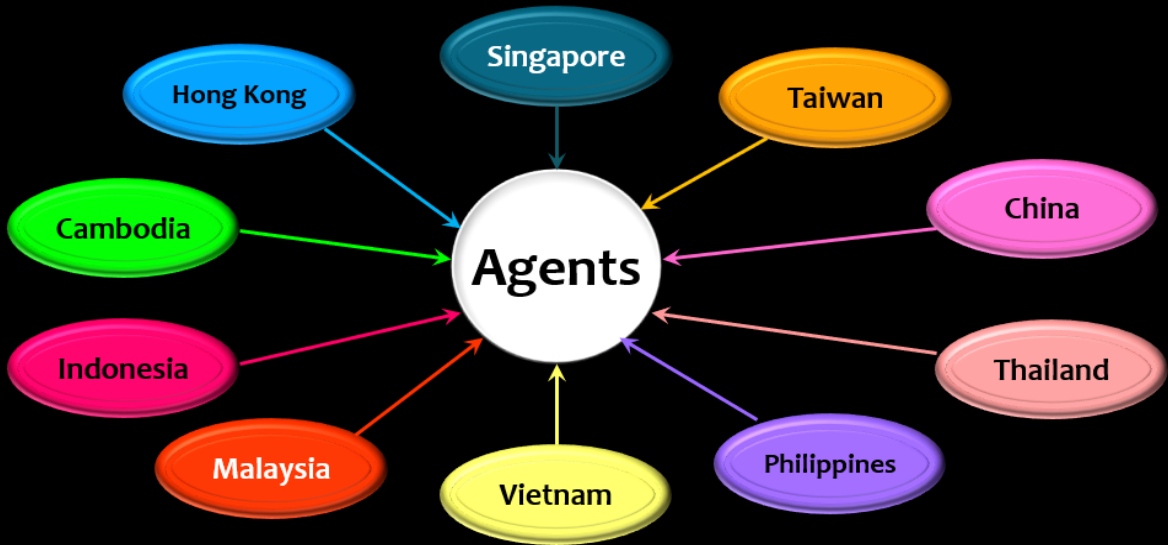 Singapore
Hong Kong
Taiwan
China
Cambodia
Agents
Indonesia
Thailand
Malaysia
Philippines
Vietnam